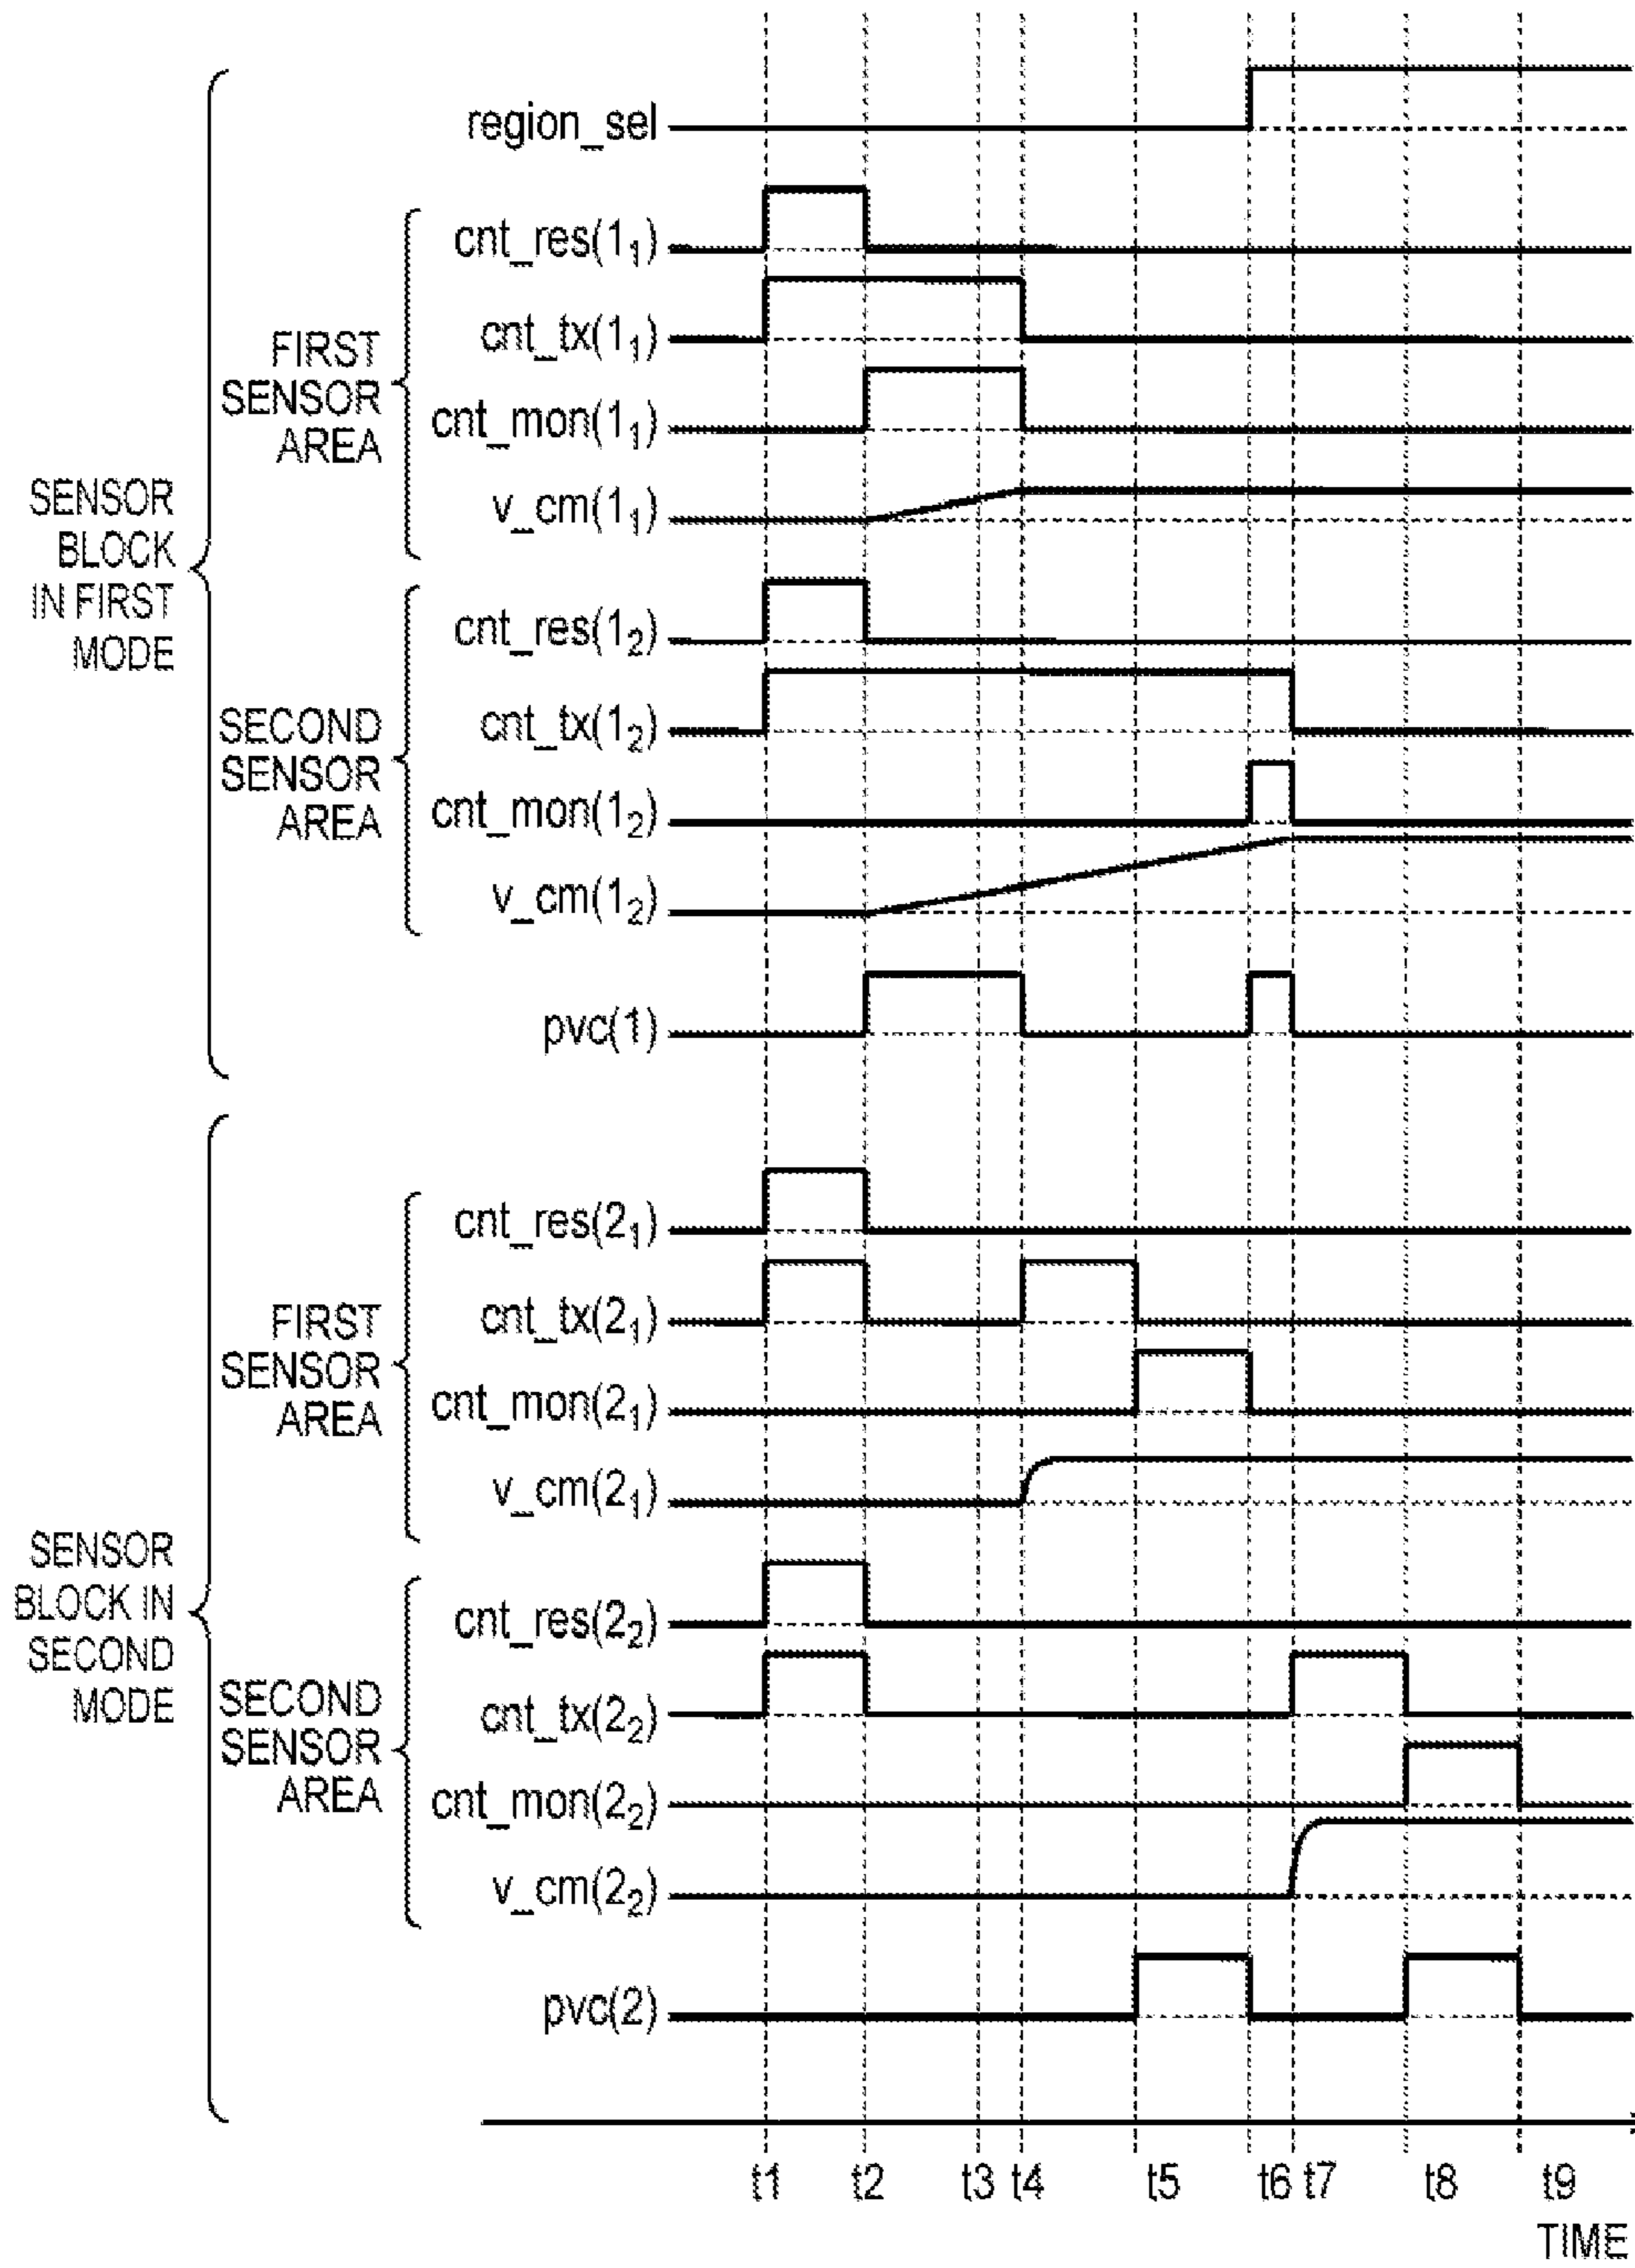 region_sel
SENSOR
BLOCK
IN FIRST
MODE
FIRST
SENSOR
AREA
cnt_res(1₁)
cnt_tx(1₁)
cnt_mon(1₁)
v_cm(1₁)
SECOND
SENSOR
AREA
cnt_res(1₂)
cnt_tx(1₂)
cnt_mon(1₂)
v_cm(1₂)
pvc(1)
SENSOR
BLOCK IN
SECOND
MODE
FIRST
SENSOR
AREA
cnt_res(2₁)
cnt_tx(2₁)
cnt_mon(2₁)
v_cm(2₁)
SECOND
SENSOR
AREA
cnt_res(2₂)
cnt_tx(2₂)
cnt_mon(2₂)
v_cm(2₂)
pvc(2)
t1 t2 t3 t4 t5 t6 t7 t8 t9
TIME